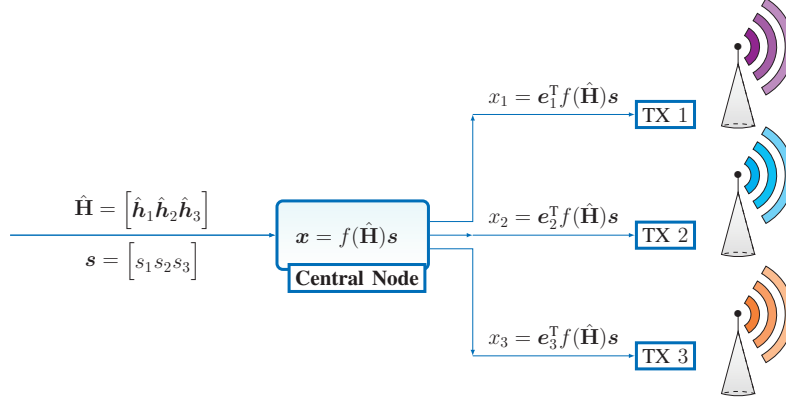 x₁ = e₁ᵀf(Ĥ)s
TX 1
Ĥ = [ĥ₁ĥ₂ĥ₃]
s = [s₁s₂s₃]
x = f(Ĥ)s
Central Node
x₂ = e₂ᵀf(Ĥ)s
TX 2
x₃ = e₃ᵀf(Ĥ)s
TX 3